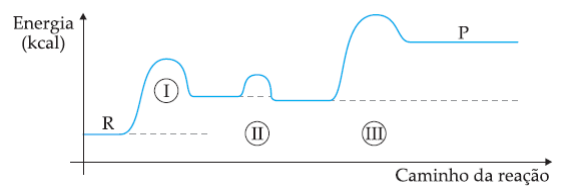 Energia
(kcal)
P
I
R
II
III
Caminho da reação